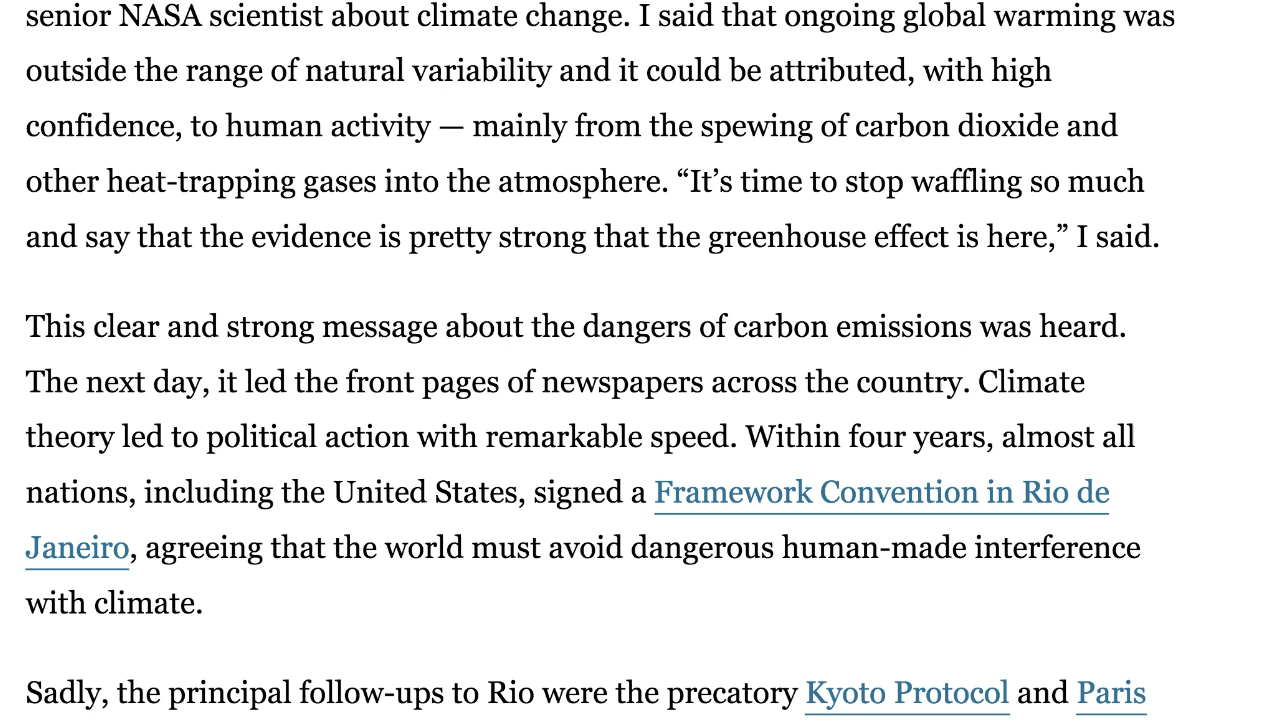 senior NASA scientist about climate change. I said that ongoing global warming was
outside the range of natural variability and it could be attributed, with high
confidence, to human activity — mainly from the spewing of carbon dioxide and
other heat-trapping gases into the atmosphere. “It’s time to stop waffling so much
and say that the evidence is pretty strong that the greenhouse effect is here,” I said.
This clear and strong message about the dangers of carbon emissions was heard.
The next day, it led the front pages of newspapers across the country. Climate
theory led to political action with remarkable speed. Within four years, almost all
nations, including the United States, signed a Framework Convention in Rio de
Janeiro, agreeing that the world must avoid dangerous human-made interference
with climate.
Sadly, the principal follow-ups to Rio were the precatory Kyoto Protocol and Paris